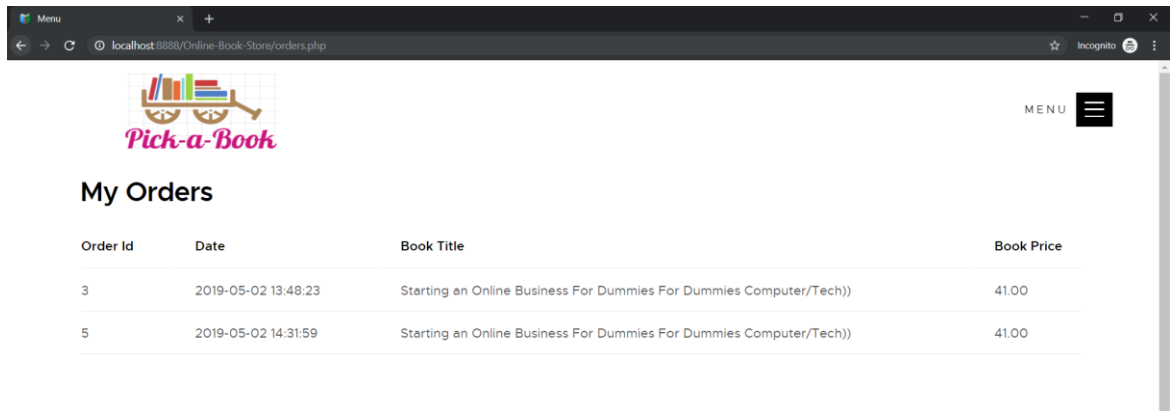 Menu
localhost:8888/Online-Book-Store/orders.php
Incognito
Pick-a-Book
MENU
My Orders
Order Id Date Book Title Book Price
3 2019-05-02 13:48:23 Starting an Online Business For Dummies For Dummies Computer/Tech)) 41.00
5 2019-05-02 14:31:59 Starting an Online Business For Dummies For Dummies Computer/Tech)) 41.00